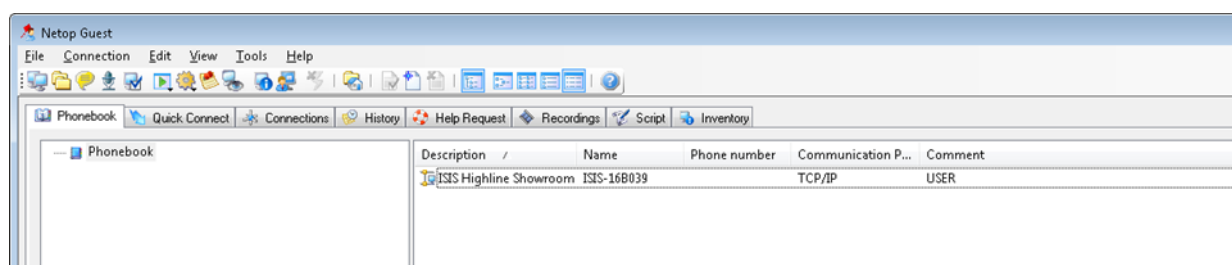 Netop Guest
File Connection Edit View Tools Help
Phonebook Quick Connect Connections History Help Request Recordings Script Inventory
Phonebook
Description / Name Phone number Communication P... Comment
ISIS Highline Showroom ISIS-16B039 TCP/IP USER